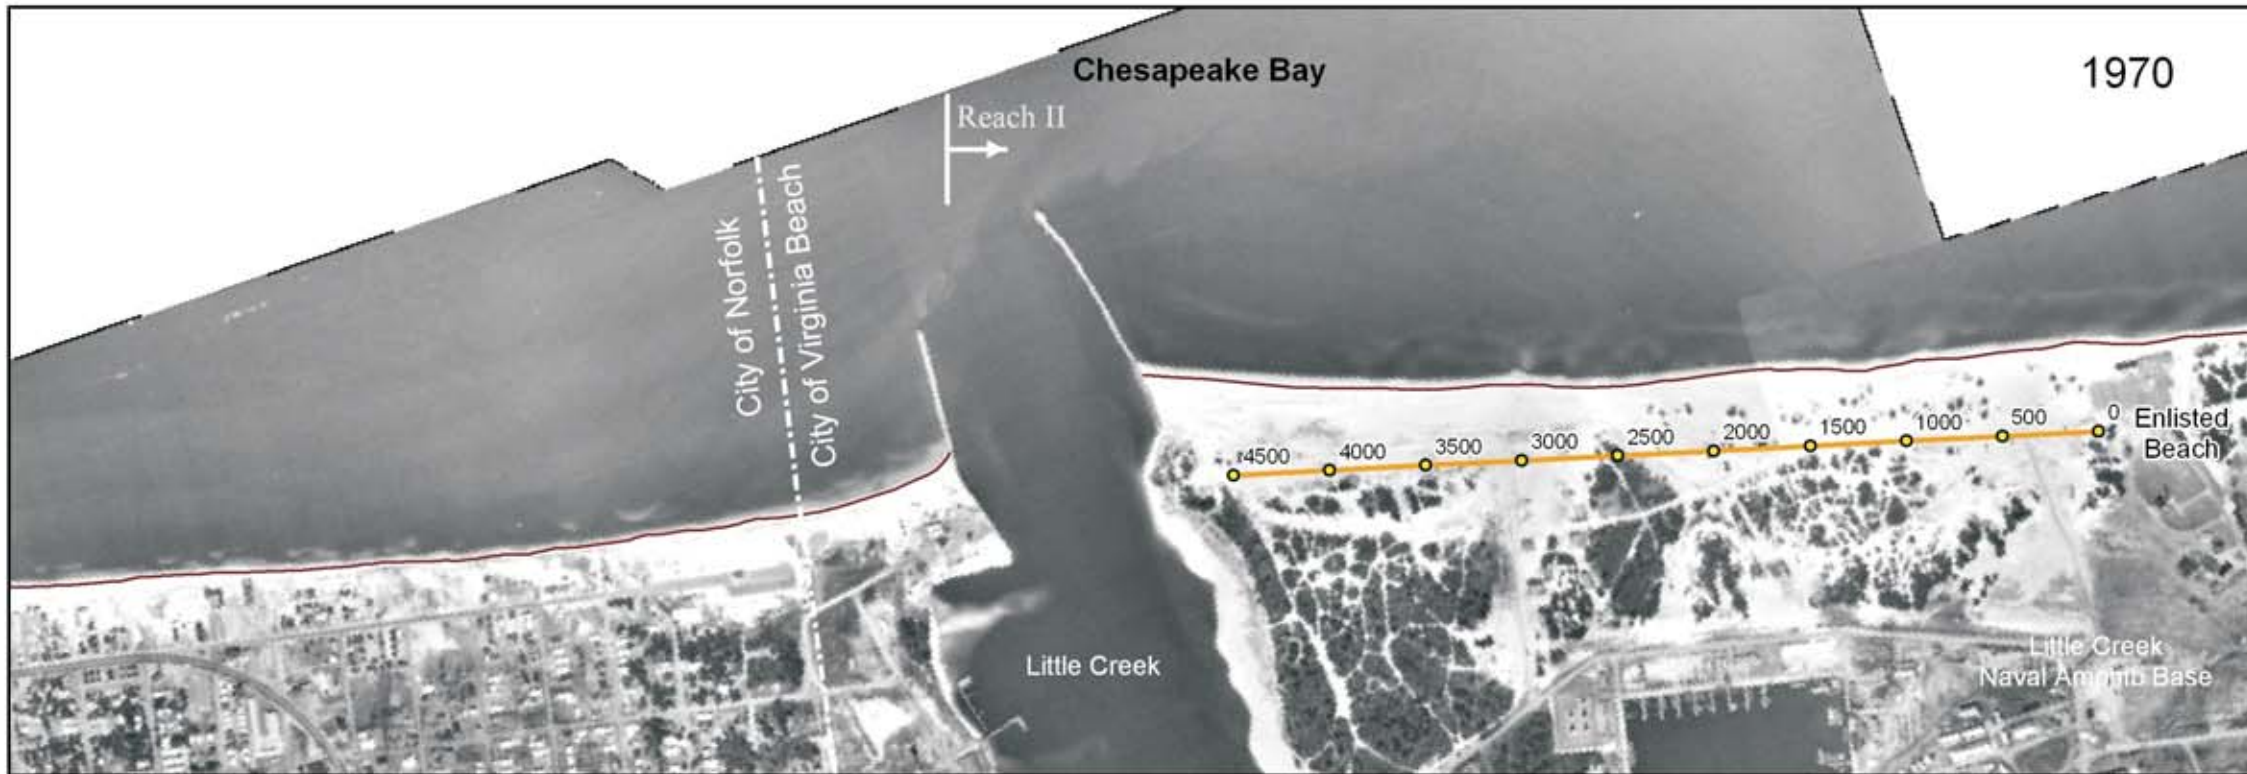 Chesapeake Bay
1970
Reach II
City of Norfolk
City of Virginia Beach
4500
4000
3500
3000
2500
2000
1500
1000
500
0
Enlisted
Beach
Little Creek
Little Creek
Naval Amphib Base